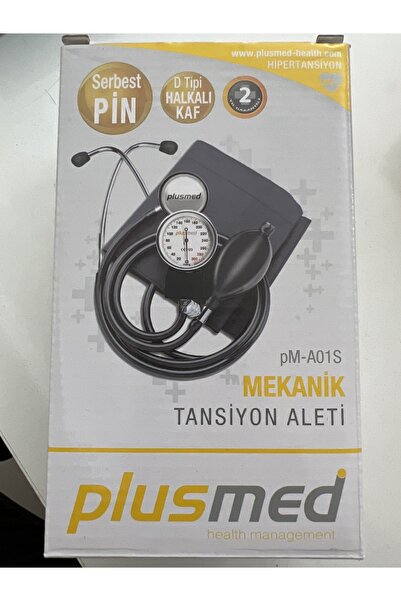 www.plusmed-health.com
HİPERTANSİYON
Serbest
PİN
D Tipi
HALKALI
KAF
2
plusmed
pM-A01S
MEKANİK
TANSİYON ALETİ
plusmed
health management